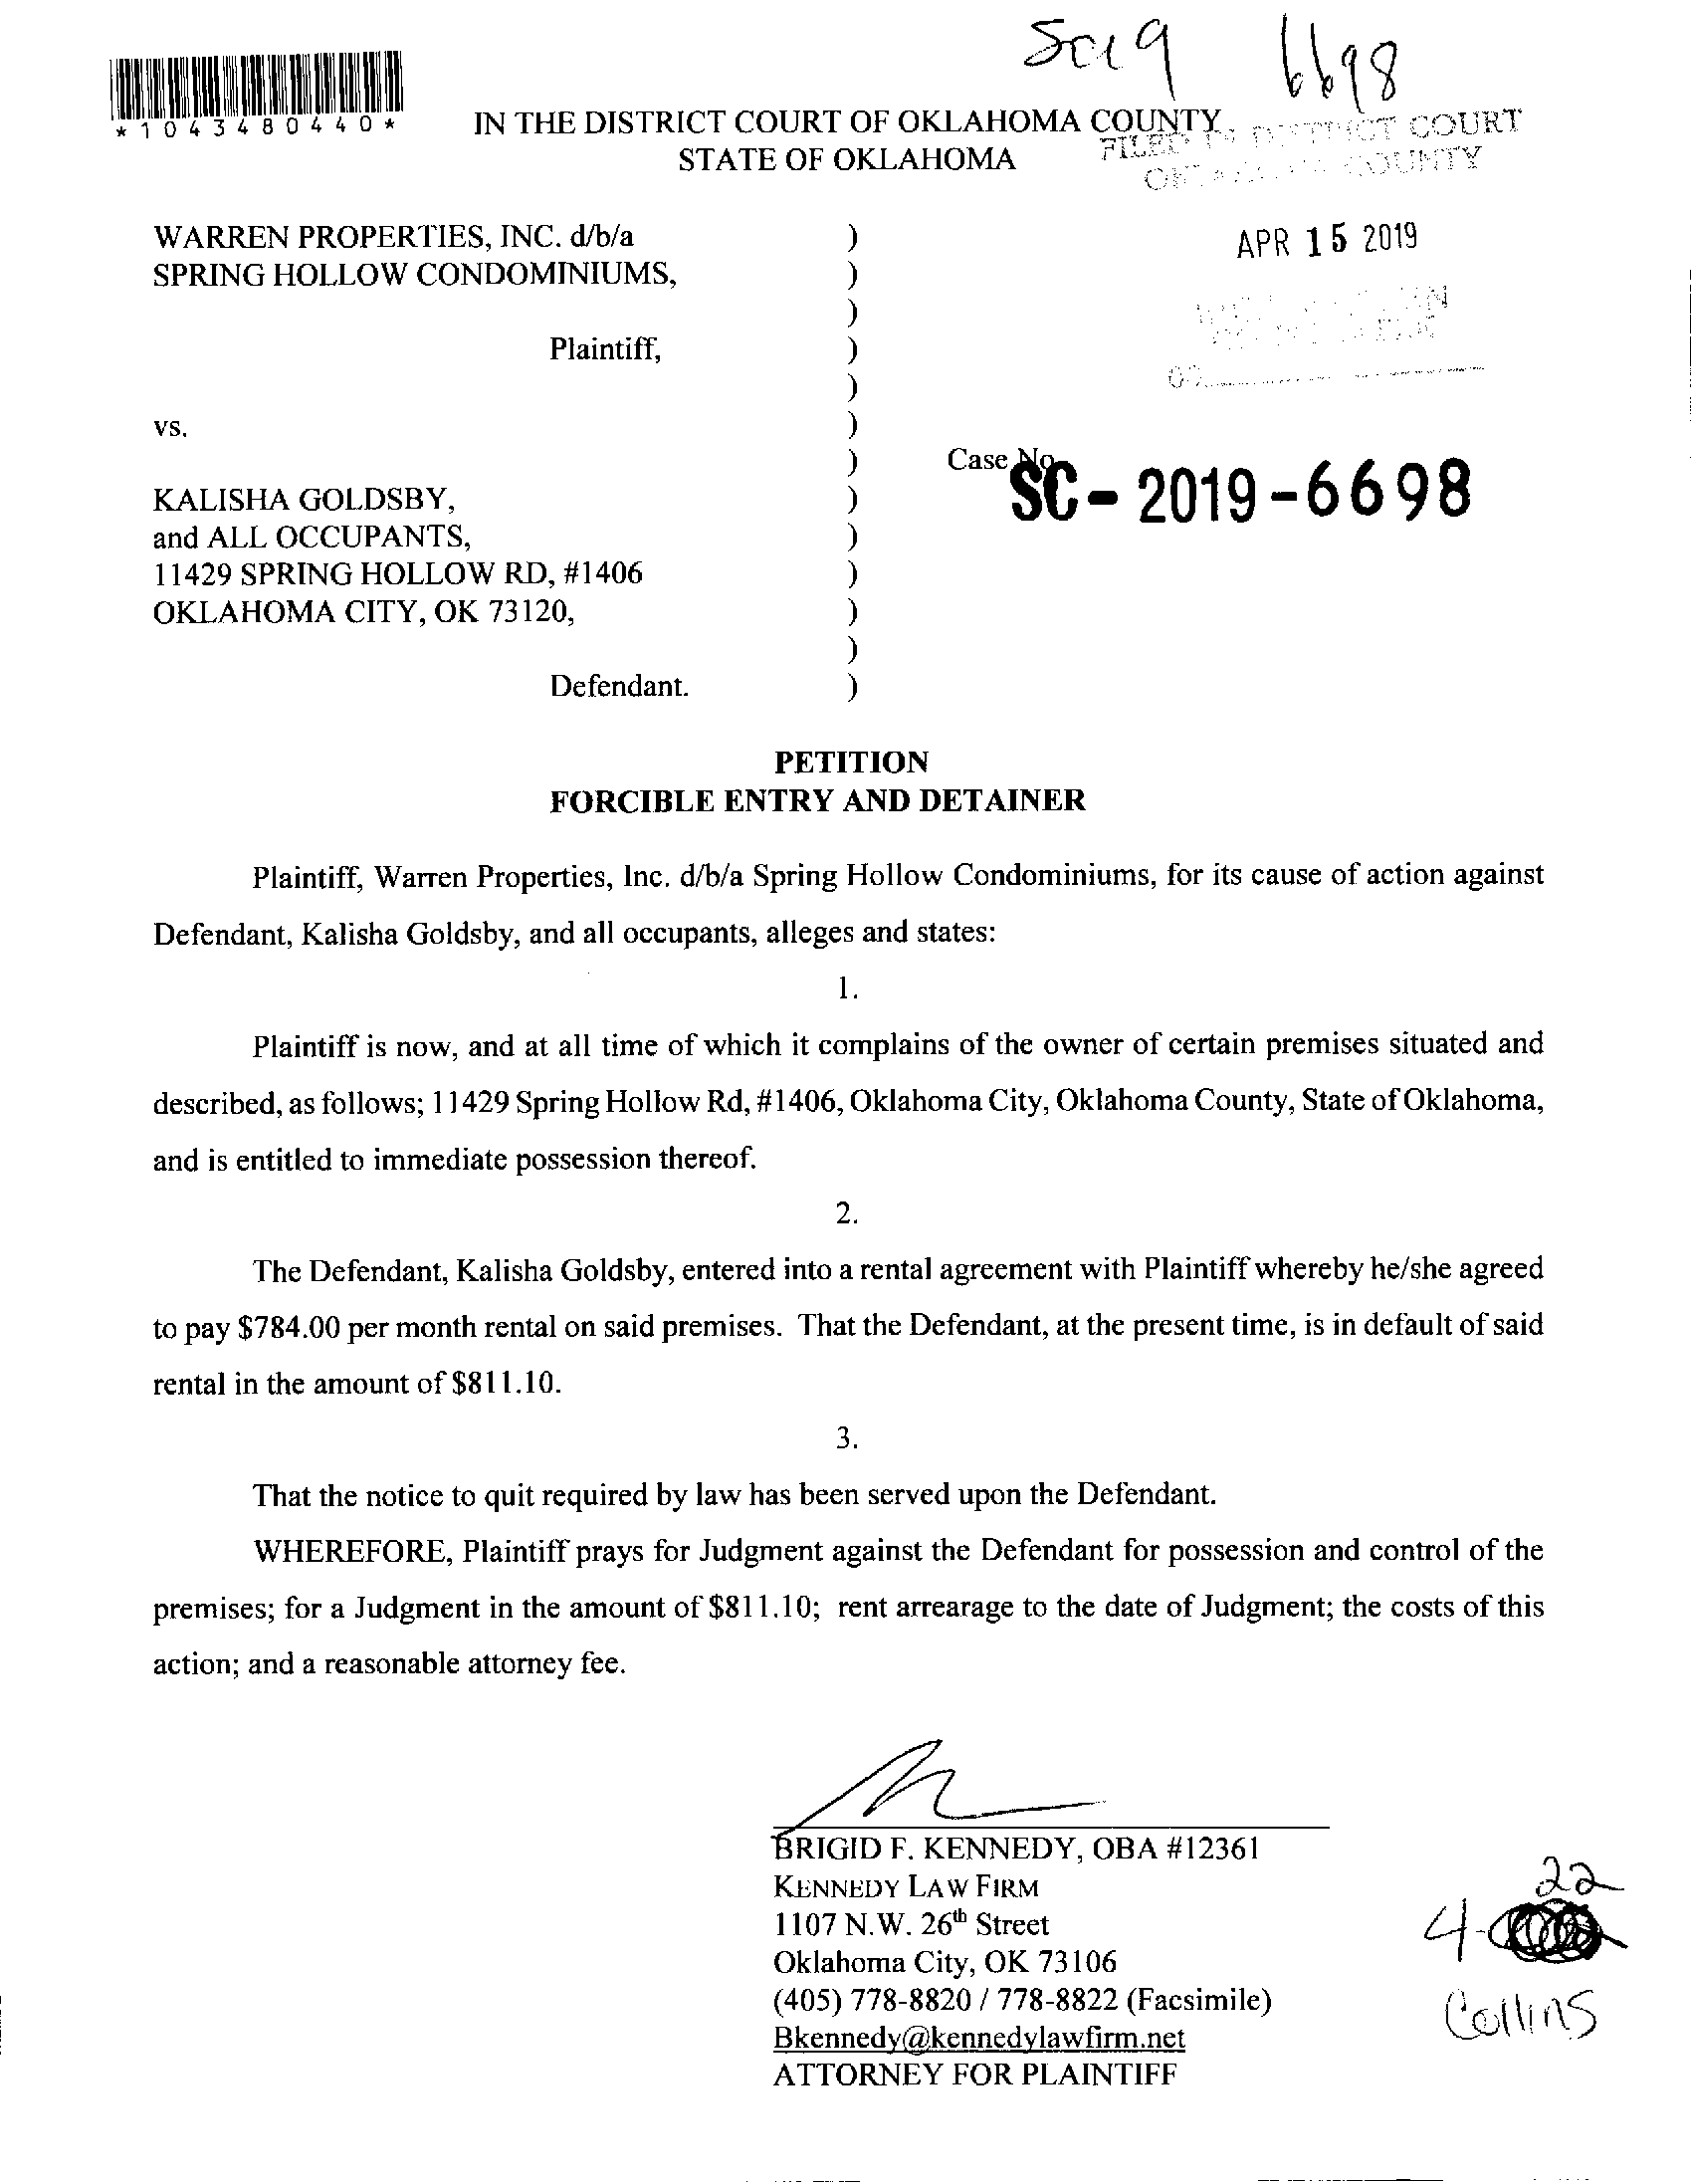 SC19 6698
*1043480440*
IN THE DISTRICT COURT OF OKLAHOMA COUNTY
STATE OF OKLAHOMA
FILED IN DISTRICT COURT
OKLAHOMA COUNTY
WARREN PROPERTIES, INC. d/b/a )
SPRING HOLLOW CONDOMINIUMS, )
)
Plaintiff, )
)
vs. )
)
KALISHA GOLDSBY, )
and ALL OCCUPANTS, )
11429 SPRING HOLLOW RD, #1406 )
OKLAHOMA CITY, OK 73120, )
)
Defendant. )
APR 15 2019
Case No.
SC-2019-6698
PETITION
FORCIBLE ENTRY AND DETAINER
Plaintiff, Warren Properties, Inc. d/b/a Spring Hollow Condominiums, for its cause of action against
Defendant, Kalisha Goldsby, and all occupants, alleges and states:
1.
Plaintiff is now, and at all time of which it complains of the owner of certain premises situated and
described, as follows; 11429 Spring Hollow Rd, #1406, Oklahoma City, Oklahoma County, State of Oklahoma,
and is entitled to immediate possession thereof.
2.
The Defendant, Kalisha Goldsby, entered into a rental agreement with Plaintiff whereby he/she agreed
to pay $784.00 per month rental on said premises. That the Defendant, at the present time, is in default of said
rental in the amount of $811.10.
3.
That the notice to quit required by law has been served upon the Defendant.
WHEREFORE, Plaintiff prays for Judgment against the Defendant for possession and control of the
premises; for a Judgment in the amount of $811.10; rent arrearage to the date of Judgment; the costs of this
action; and a reasonable attorney fee.
BRIGID F. KENNEDY, OBA #12361
KENNEDY LAW FIRM
1107 N.W. 26th Street
Oklahoma City, OK 73106
(405) 778-8820 / 778-8822 (Facsimile)
Bkennedy@kennedylawfirm.net
ATTORNEY FOR PLAINTIFF
22
4-
Collins